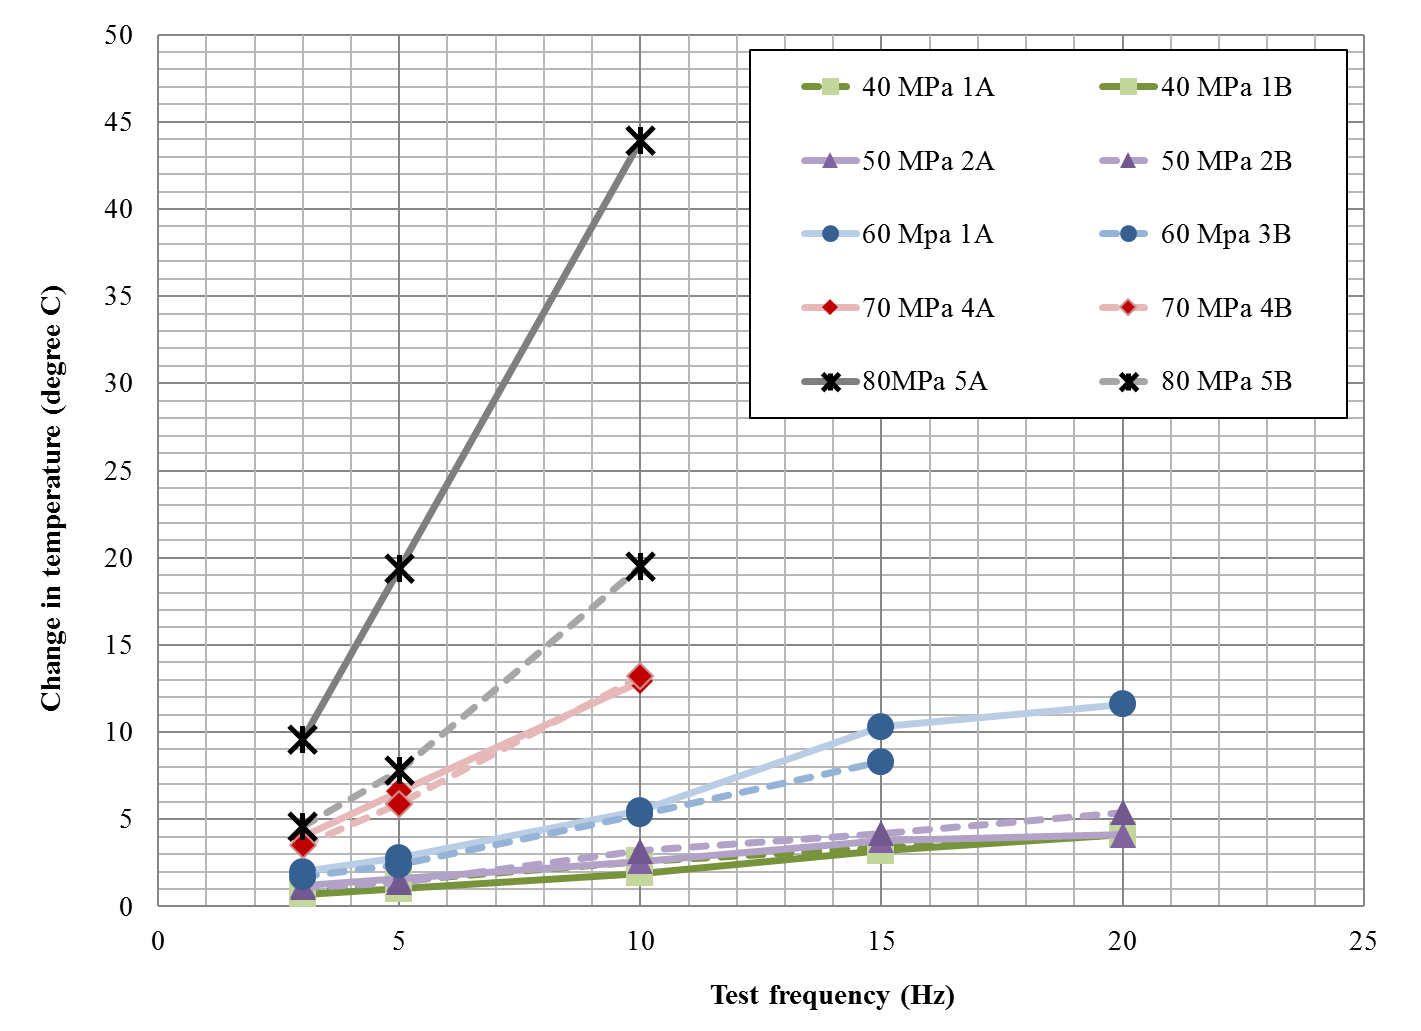 50
45
40
35
30
25
20
15
10
5
0
Change in temperature (degree C)
40 MPa 1A 40 MPa 1B
50 MPa 2A 50 MPa 2B
60 Mpa 1A 60 Mpa 3B
70 MPa 4A 70 MPa 4B
80MPa 5A 80 MPa 5B
0 5 10 15 20 25
Test frequency (Hz)